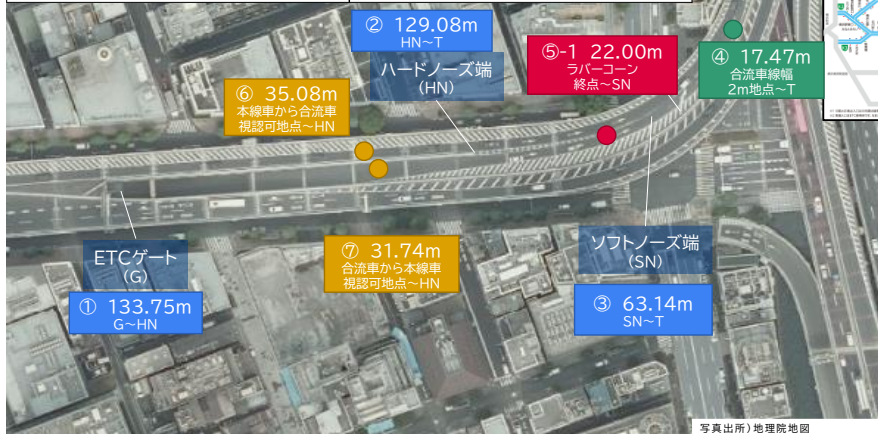 ② 129.08m
HN~T
ハードノーズ端
(HN)
⑤-1 22.00m
ラバーコーン
終点~SN
④ 17.47m
合流車線幅
2m地点~T
⑥ 35.08m
本線車から合流車
視認可地点~HN
ETCゲート
(G)
① 133.75m
G~HN
⑦ 31.74m
合流車から本線車
視認可地点~HN
ソフトノーズ端
(SN)
③ 63.14m
SN~T
写真出所)地理院地図